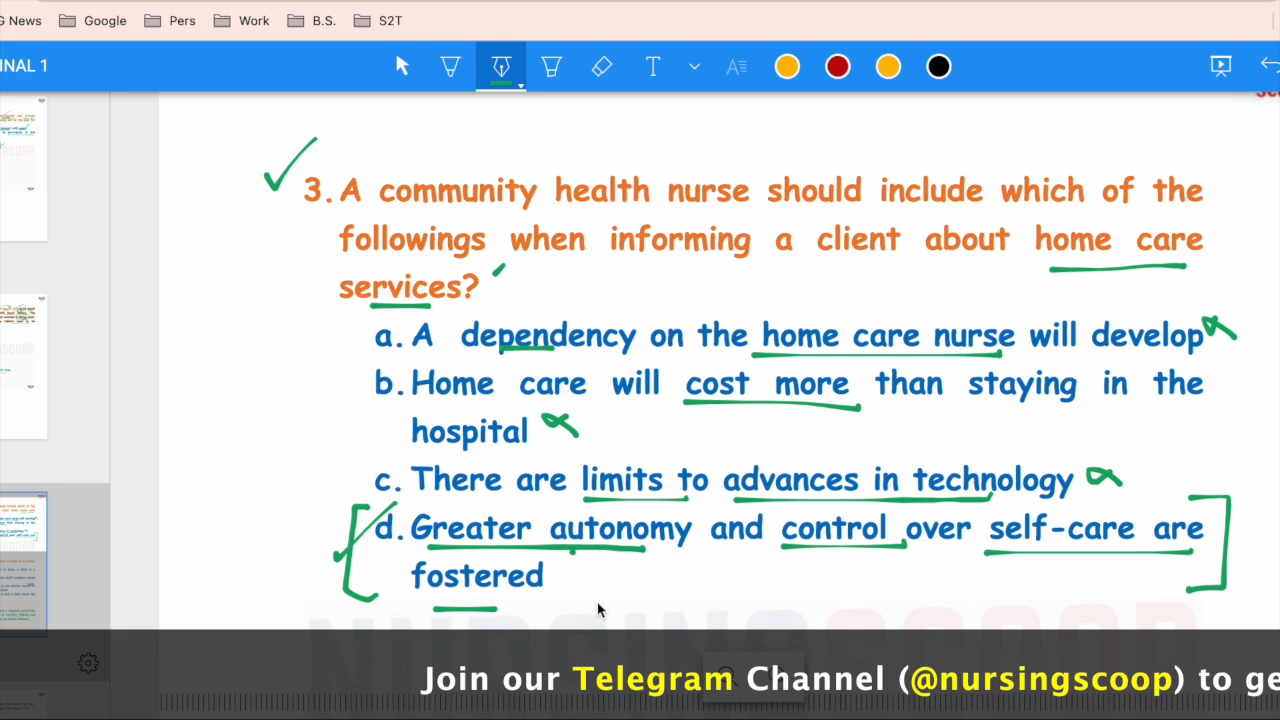 G News Google Pers Work B.S. S2T
INAL 1
3. A community health nurse should include which of the
followings when informing a client about home care
services?
a. A dependency on the home care nurse will develop
b. Home care will cost more than staying in the
hospital
c. There are limits to advances in technology
d. Greater autonomy and control over self-care are
fostered
NURSING SCOOP
Join our Telegram Channel (@nursingscoop) to ge